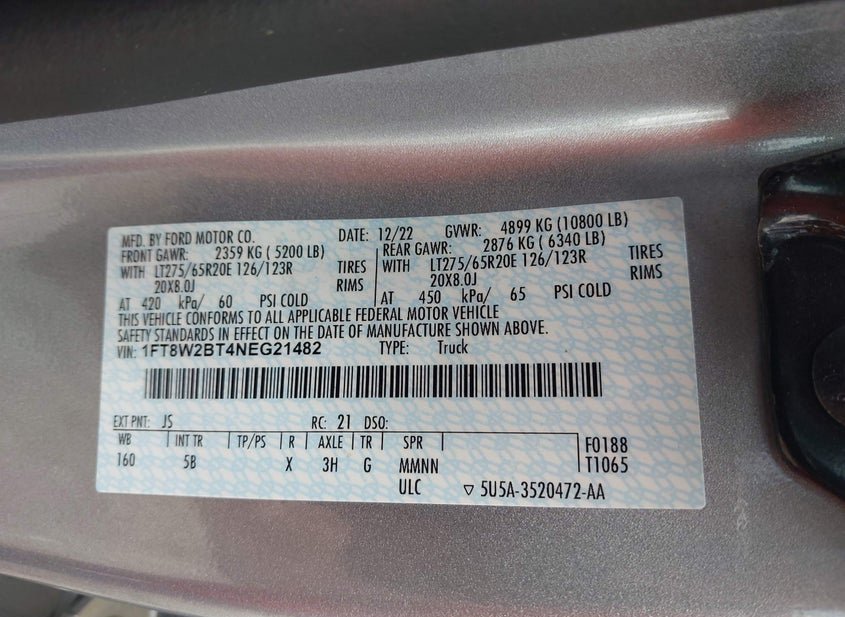 MFD. BY FORD MOTOR CO. DATE: 12/22 GVWR: 4899 KG (10800 LB)
FRONT GAWR: 2359 KG ( 5200 LB) REAR GAWR: 2876 KG ( 6340 LB)
WITH LT275/65R20E 126/123R TIRES WITH LT275/65R20E 126/123R TIRES
20X8.0J RIMS 20X8.0J RIMS
AT 420 kPa/ 60 PSI COLD AT 450 kPa/ 65 PSI COLD
THIS VEHICLE CONFORMS TO ALL APPLICABLE FEDERAL MOTOR VEHICLE
SAFETY STANDARDS IN EFFECT ON THE DATE OF MANUFACTURE SHOWN ABOVE.
VIN: 1FT8W2BT4NEG21482 TYPE: Truck
EXT PNT: JS RC: 21 DSO:
WB INT TR TP/PS R AXLE TR SPR F0188
160 5B X 3H G MMNN T1065
ULC ▽ 5U5A-3520472-AA